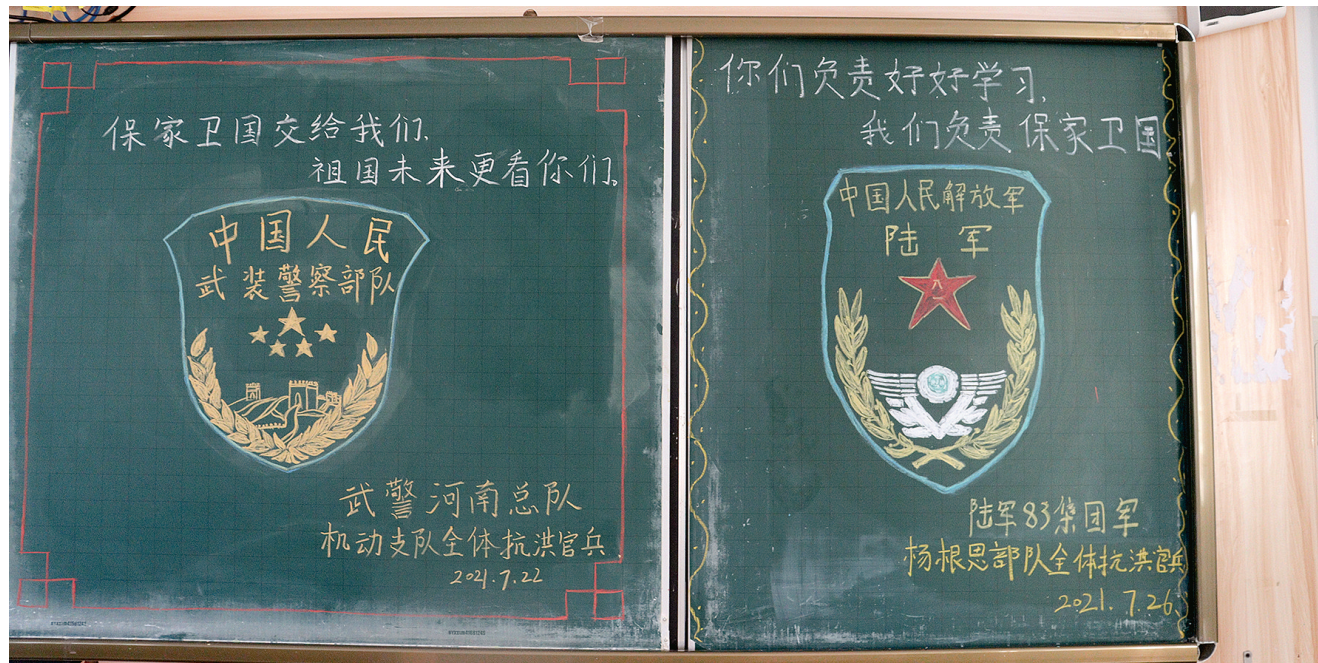 保家卫国交给我们,
祖国未来更看你们。
中国人民
武装警察部队
武警河南总队
机动支队全体抗洪官兵
2021.7.22
你们负责好好学习,
我们负责保家卫国。
中国人民解放军
陆军
八一
陆军83集团军
杨根思部队全体抗洪官兵
2021.7.26